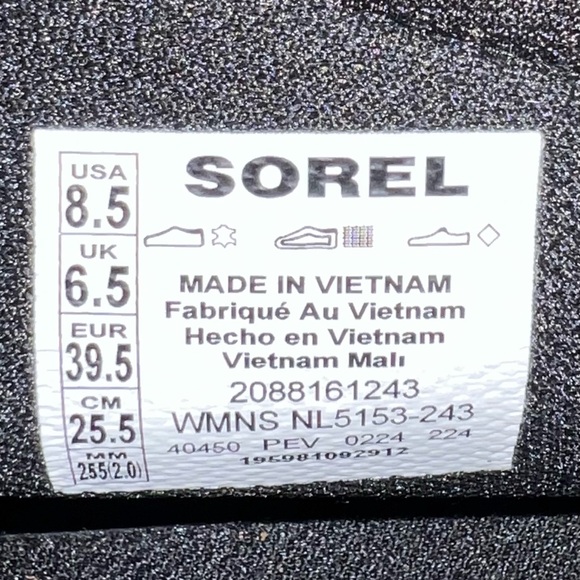 USA
8.5
UK
6.5
EUR
39.5
CM
25.5
MM
255(2.0)
SOREL
MADE IN VIETNAM
Fabriqué Au Vietnam
Hecho en Vietnam
Vietnam Malı
2088161243
WMNS NL5153-243
40450 PEV 0224 224
195981092912